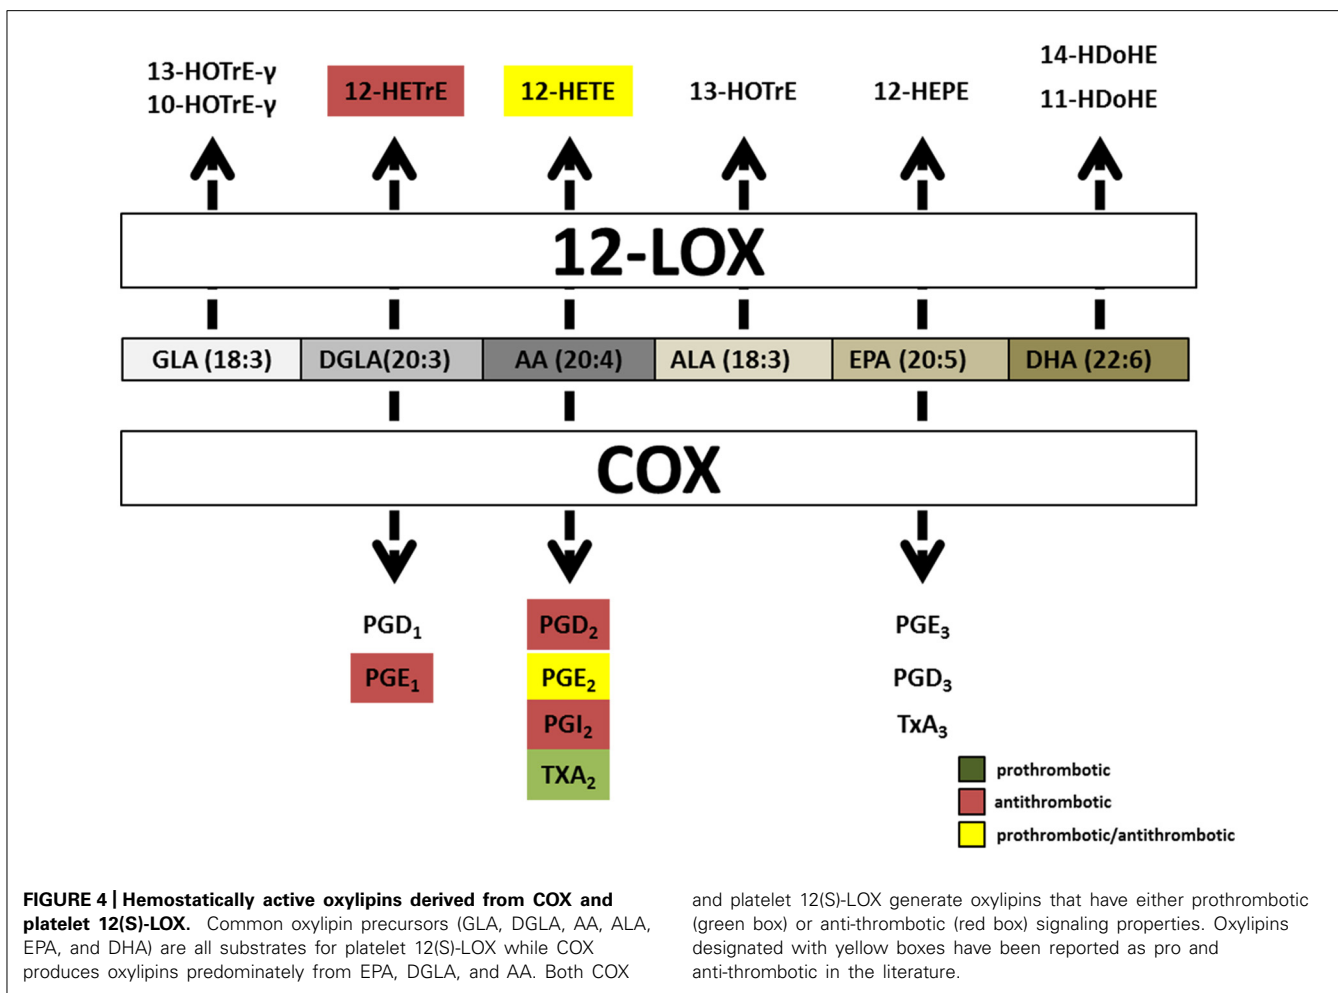 13-HOTrE-γ
10-HOTrE-γ
12-HETrE
12-HETE
13-HOTrE
12-HEPE
14-HDoHE
11-HDoHE
12-LOX
GLA (18:3)
DGLA(20:3)
AA (20:4)
ALA (18:3)
EPA (20:5)
DHA (22:6)
COX
PGD₁
PGE₁
PGD₂
PGE₂
PGI₂
TXA₂
PGE₃
PGD₃
TxA₃
prothrombotic
antithrombotic
prothrombotic/antithrombotic
FIGURE 4 | Hemostatically active oxylipins derived from COX and
platelet 12(S)-LOX. Common oxylipin precursors (GLA, DGLA, AA, ALA,
EPA, and DHA) are all substrates for platelet 12(S)-LOX while COX
produces oxylipins predominately from EPA, DGLA, and AA. Both COX
and platelet 12(S)-LOX generate oxylipins that have either prothrombotic
(green box) or anti-thrombotic (red box) signaling properties. Oxylipins
designated with yellow boxes have been reported as pro and
anti-thrombotic in the literature.